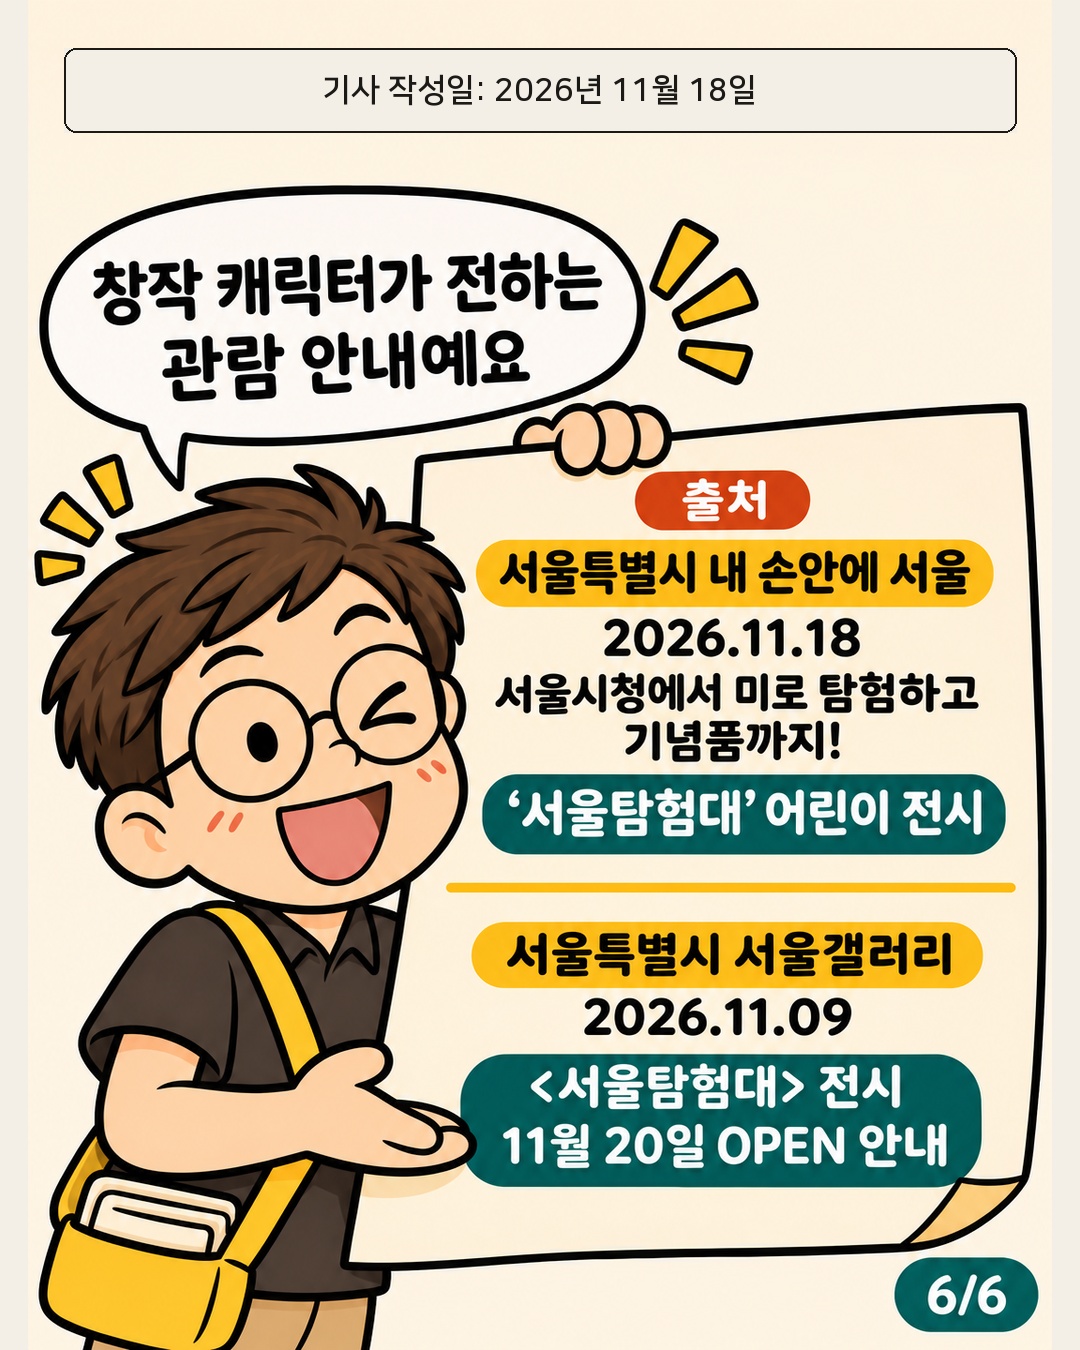 기사 작성일: 2026년 11월 18일
창작 캐릭터가 전하는
관람 안내예요
출처
서울특별시 내 손안에 서울
2026.11.18
서울시청에서 미로 탐험하고
기념품까지!
‘서울탐험대’ 어린이 전시
서울특별시 서울갤러리
2026.11.09
<서울탐험대> 전시
11월 20일 OPEN 안내
6/6